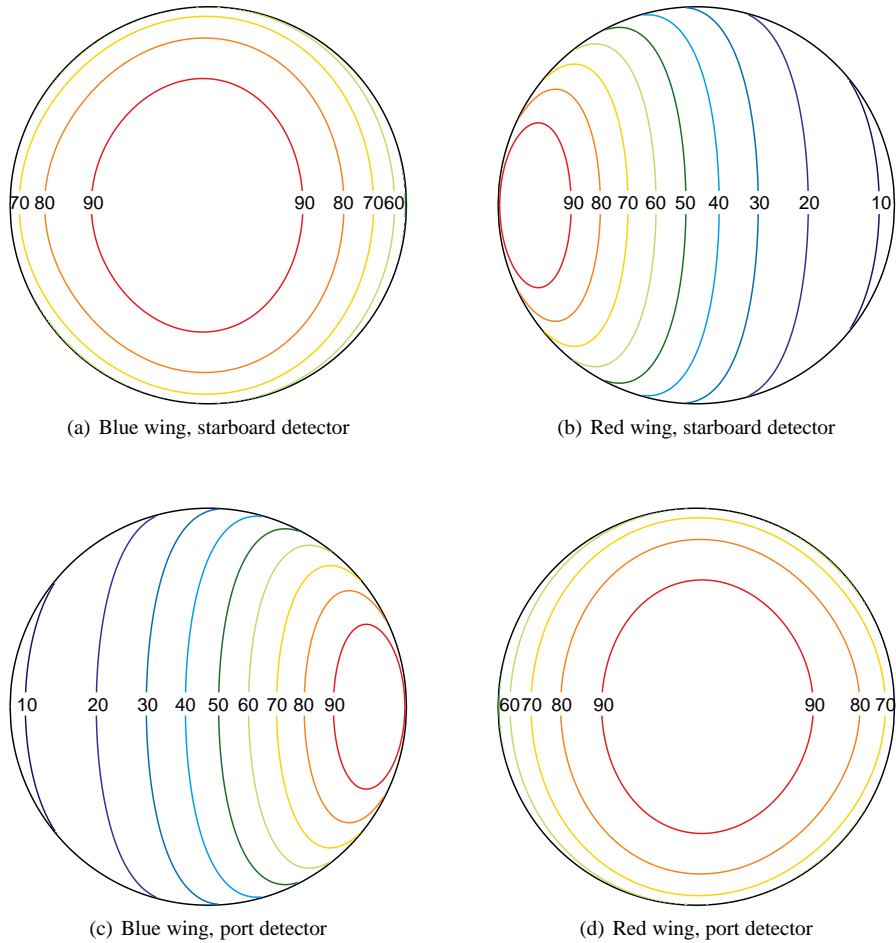 70 80 90 90 80 70 60
90 80 70 60 50 40 30 20 10
(a) Blue wing, starboard detector
(b) Red wing, starboard detector
10 20 30 40 50 60 70 80 90
60 70 80 90 90 80 70
(c) Blue wing, port detector
(d) Red wing, port detector